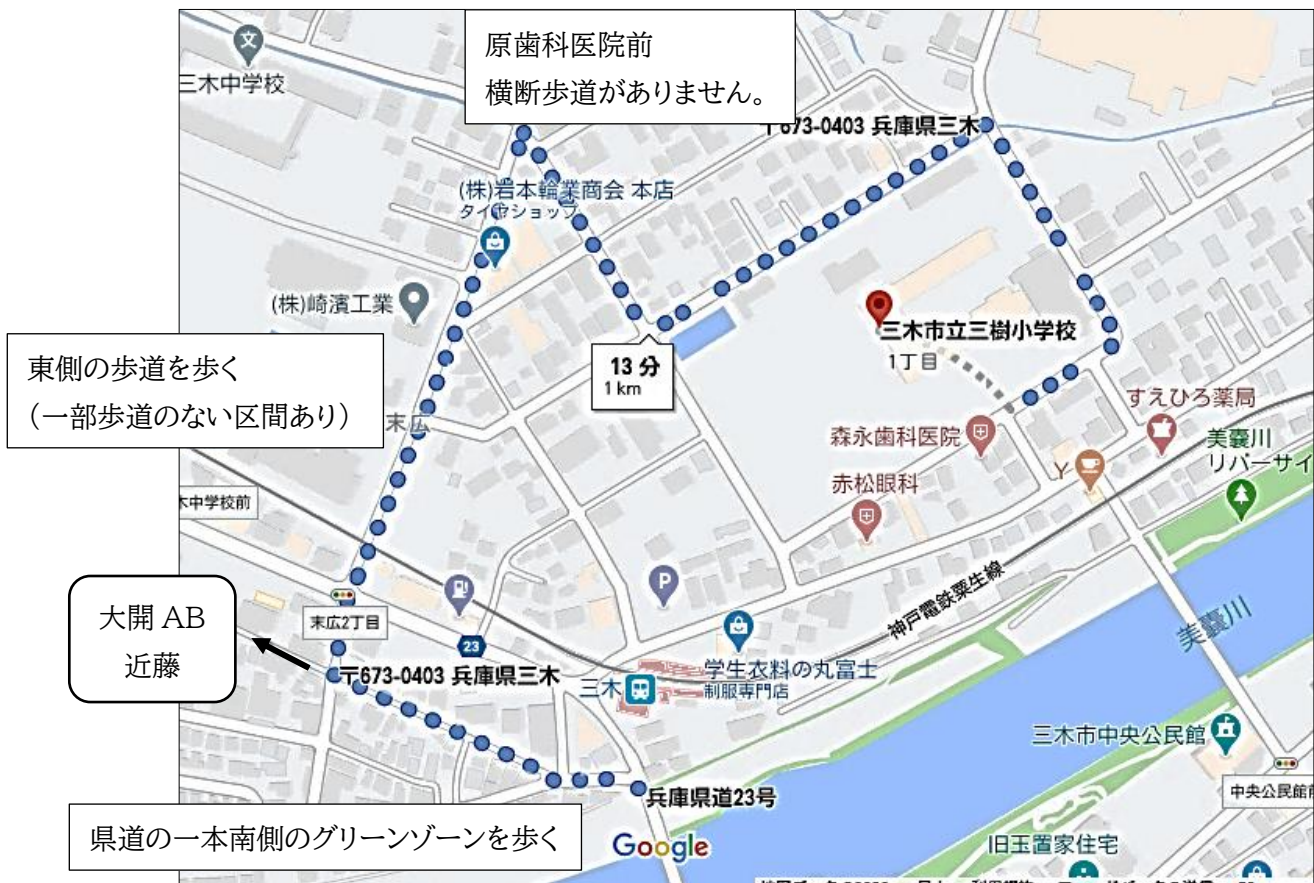 原歯科医院前
横断歩道がありません。
三木中学校
〒673-0403 兵庫県三木
(株)岩本輪業商会 本店
タイヤショップ
(株)崎濱工業
三木市立三樹小学校
1丁目
13 分
1 km
東側の歩道を歩く
(一部歩道のない区間あり)
末広
すえひろ薬局
森永歯科医院
美嚢川
リバーサイ
Y
赤松眼科
木中学校前
P
神戸電鉄粟生線
大開 AB
近藤
末広2丁目
23
美嚢川
〒673-0403 兵庫県三木
三木
学生衣料の丸富士
制服専門店
三木市中央公民館
兵庫県道23号
中央公民館前
県道の一本南側のグリーンゾーンを歩く
Google
旧玉置家住宅